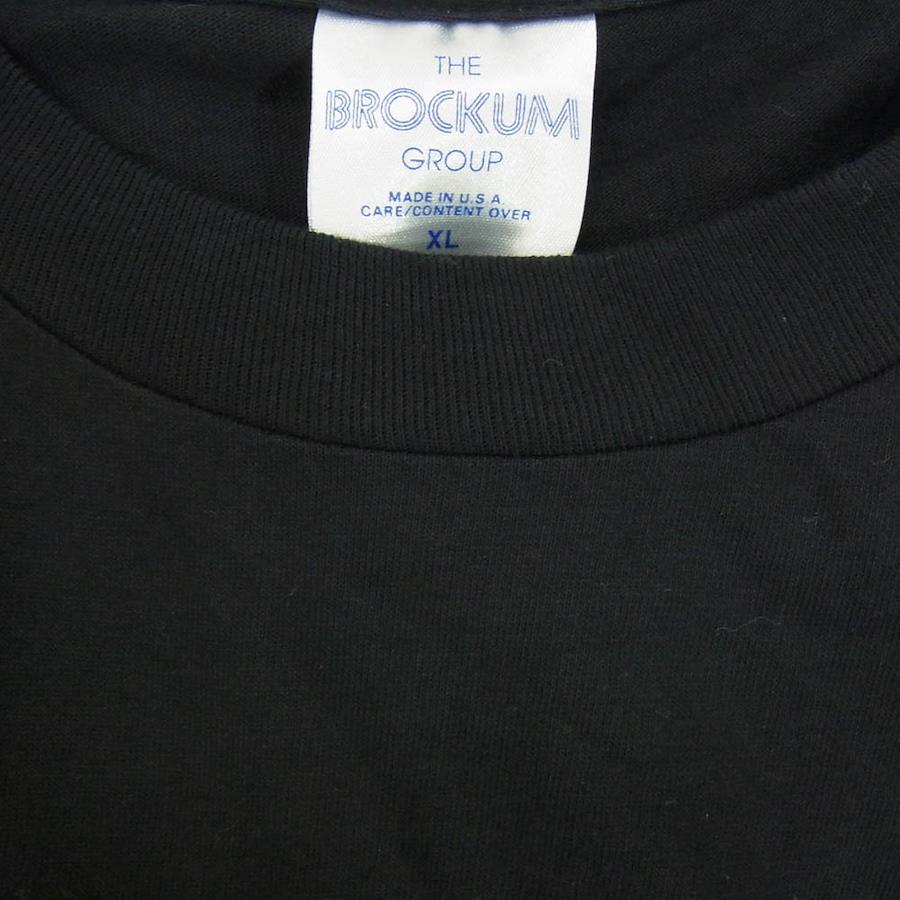 THE
BROCKUM
GROUP
MADE IN U.S.A.
CARE/CONTENT OVER
XL